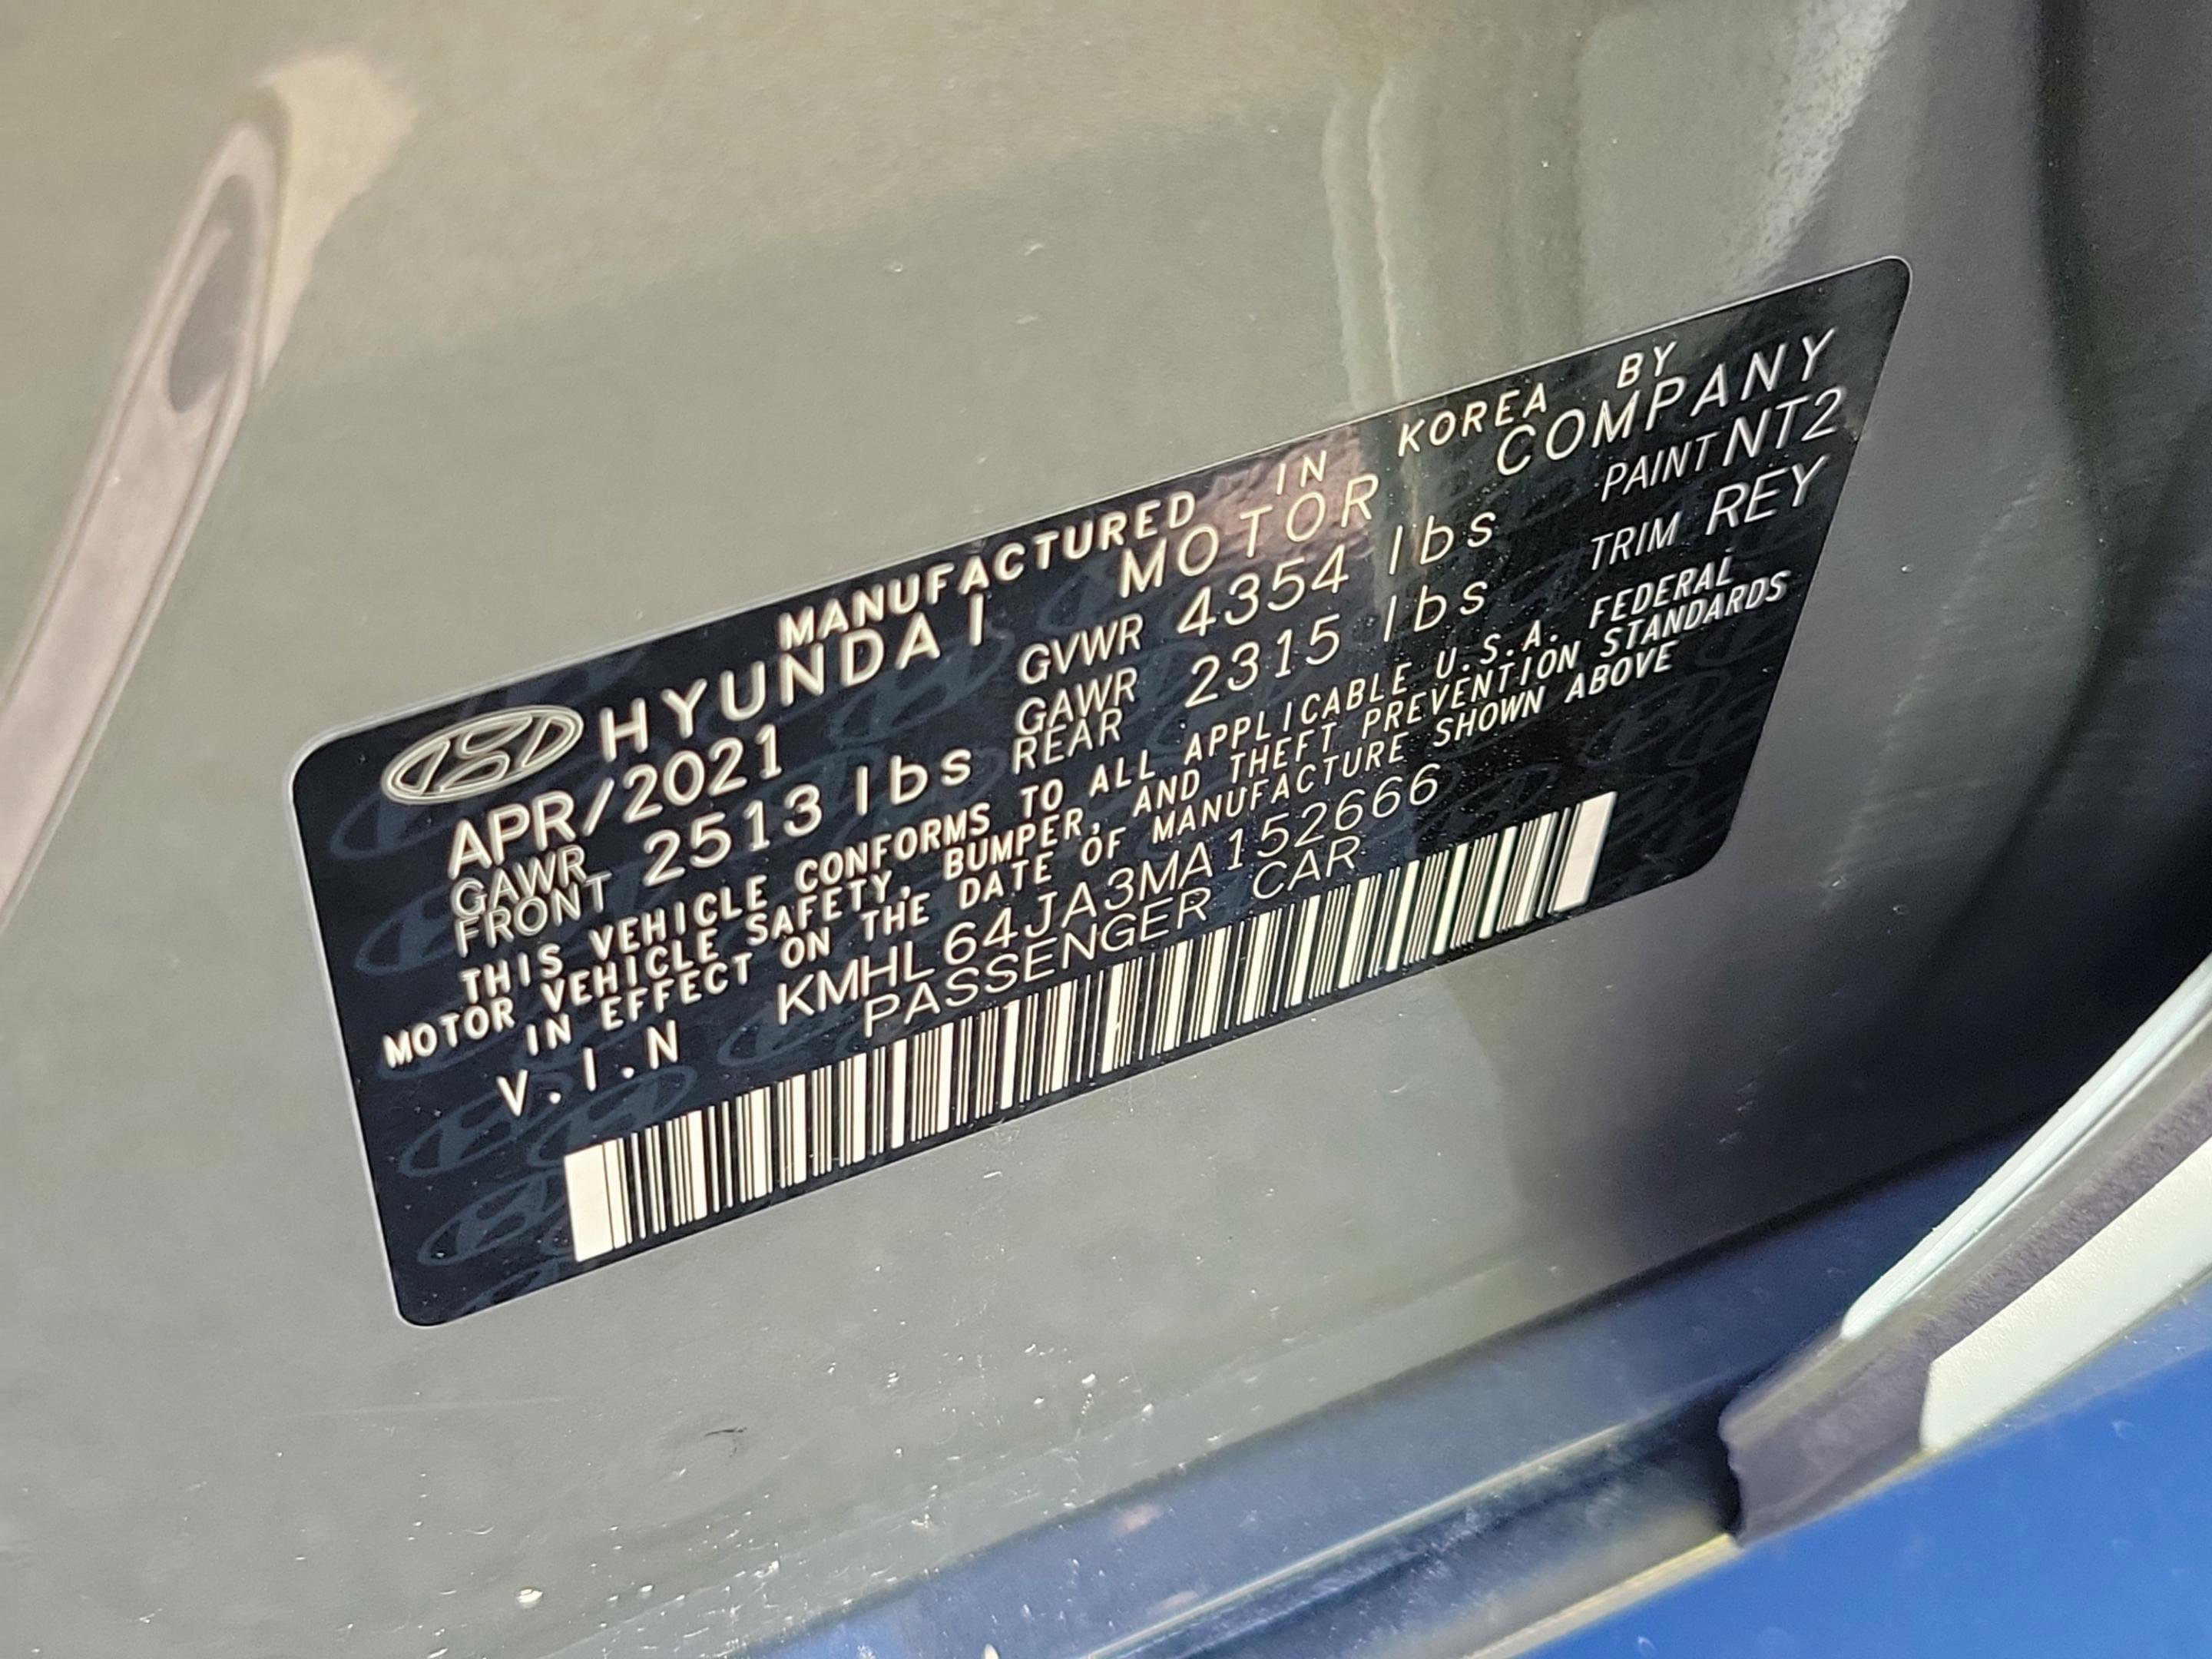 MANUFACTURED IN KOREA BY
HYUNDAI MOTOR COMPANY
APR/2021 GVWR 4354 lbs PAINT NT2
GAWR FRONT 2513 lbs GAWR REAR 2315 lbs TRIM REY
THIS VEHICLE CONFORMS TO ALL APPLICABLE U.S.A. FEDERAL
MOTOR VEHICLE SAFETY, BUMPER, AND THEFT PREVENTION STANDARDS
IN EFFECT ON THE DATE OF MANUFACTURE SHOWN ABOVE
V.I.N KMHL64JA3MA152666
PASSENGER CAR